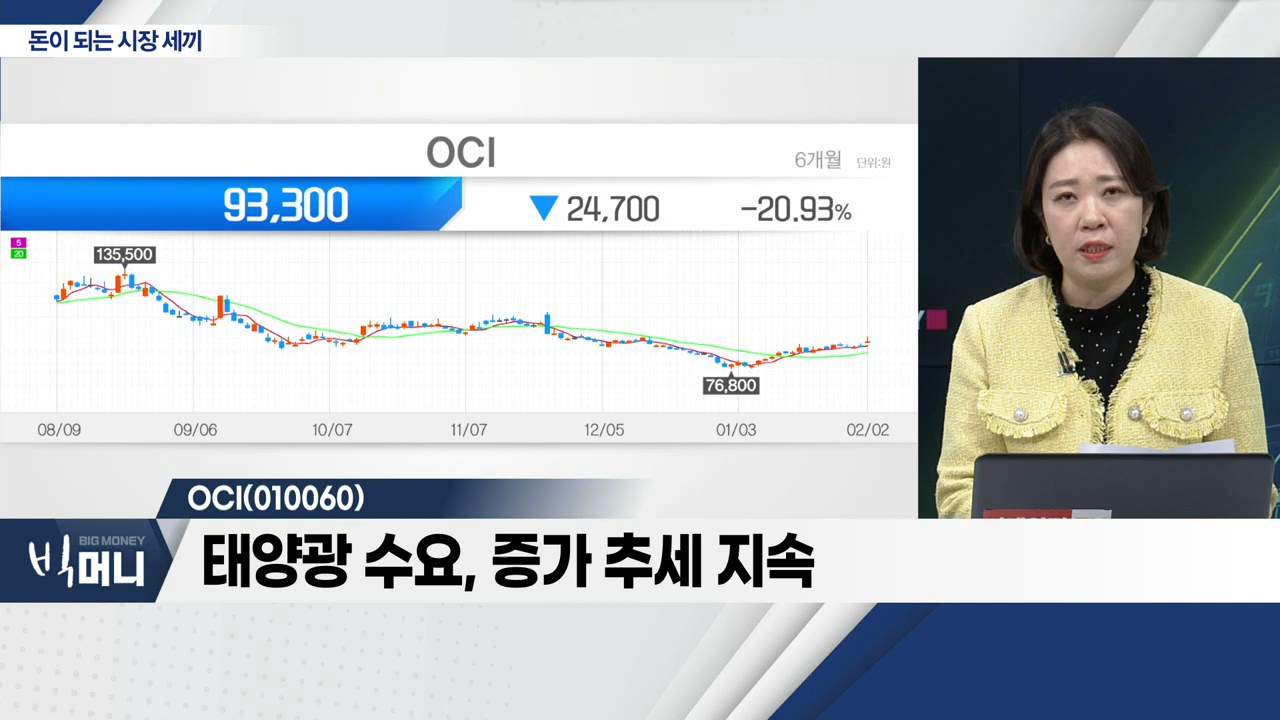 돈이 되는 시장 세끼
OCI
6개월 단위:원
93,300 ▼ 24,700 -20.93%
5
20
135,500
76,800
08/09 09/06 10/07 11/07 12/05 01/03 02/02
Y
OCI(010060)
BIG MONEY
빅머니
태양광 수요, 증가 추세 지속